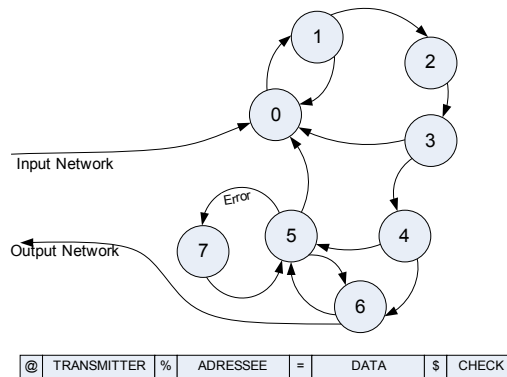 1
2
0
3
Input Network
Error
4
5
7
Output Network
6
@ TRANSMITTER % ADRESSEE = DATA $ CHECK